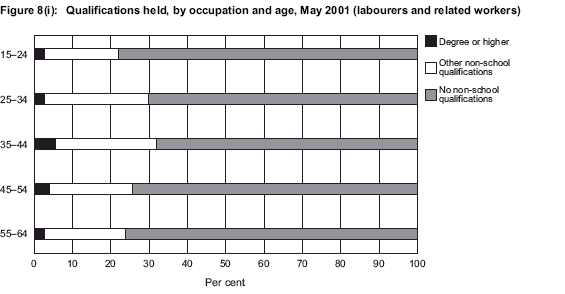 Figure 8(i): Qualifications held, by occupation and age, May 2001 (labourers and related workers)
Degree or higher
Other non-school
qualifications
No non-school
qualifications
15–24
25–34
35–44
45–54
55–64
0 10 20 30 40 50 60 70 80 90 100
Per cent